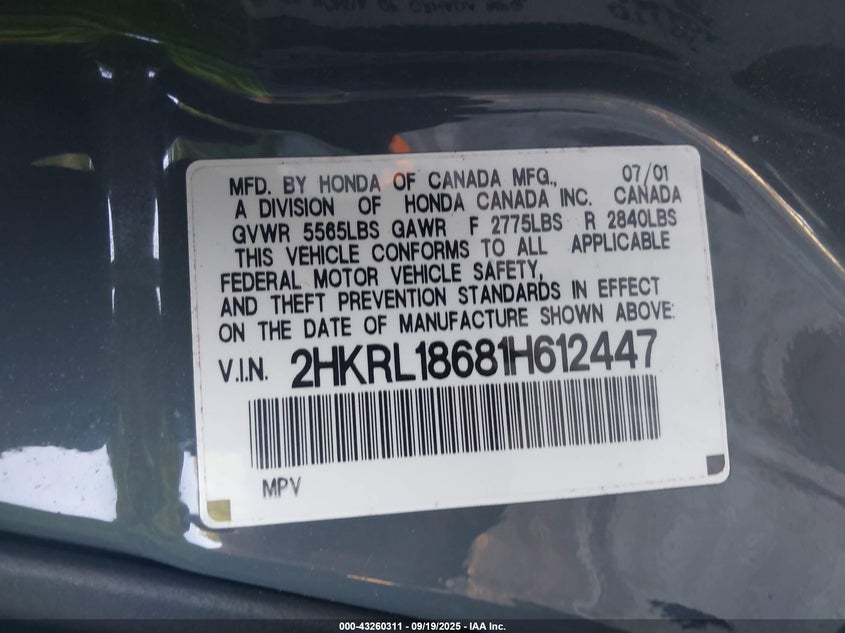 MFD. BY HONDA OF CANADA MFG., 07/01
A DIVISION OF HONDA CANADA INC. CANADA
GVWR 5565LBS GAWR F 2775LBS R 2840LBS
THIS VEHICLE CONFORMS TO ALL APPLICABLE
FEDERAL MOTOR VEHICLE SAFETY,
AND THEFT PREVENTION STANDARDS IN EFFECT
ON THE DATE OF MANUFACTURE SHOWN ABOVE:
V.I.N. 2HKRL18681H612447
MPV
000-43260311 - 09/19/2025 - IAA Inc.